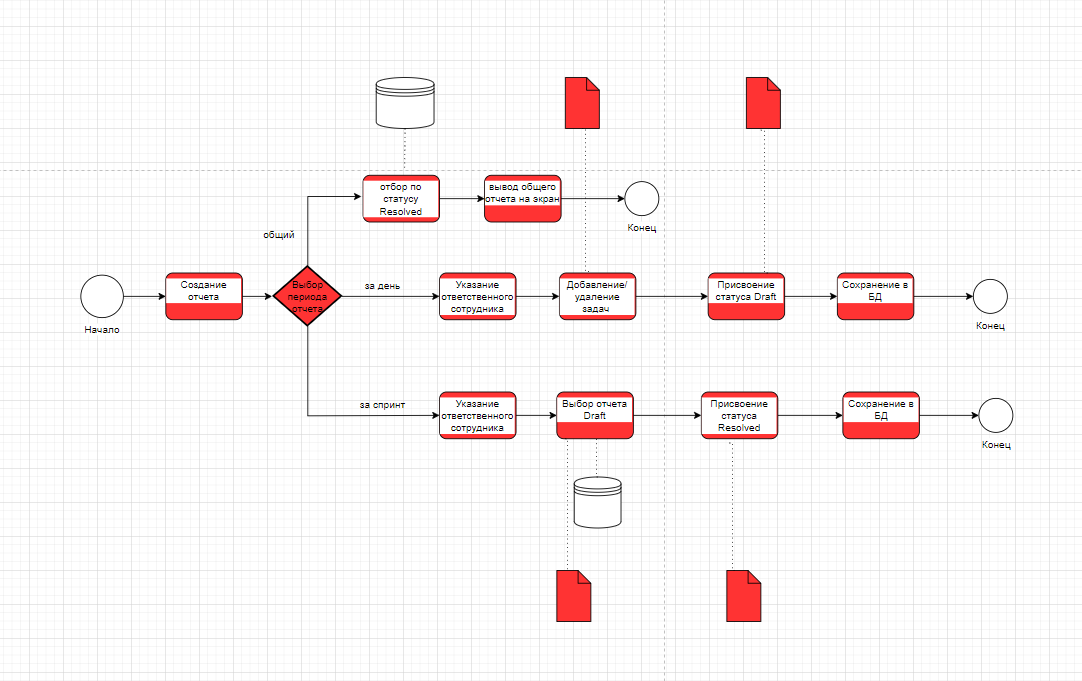 отбор по
статусу
Resolved
вывод общего
отчета на экран
Конец
общий
Начало
Создание
отчета
Выбор
периода
отчета
за день
Указание
ответственного
сотрудника
Добавление/
удаление
задач
Присвоение
статуса Draft
Сохранение в
БД
Конец
за спринт
Указание
ответственного
сотрудника
Выбор отчета
Draft
Присвоение
статуса
Resolved
Сохранение в
БД
Конец